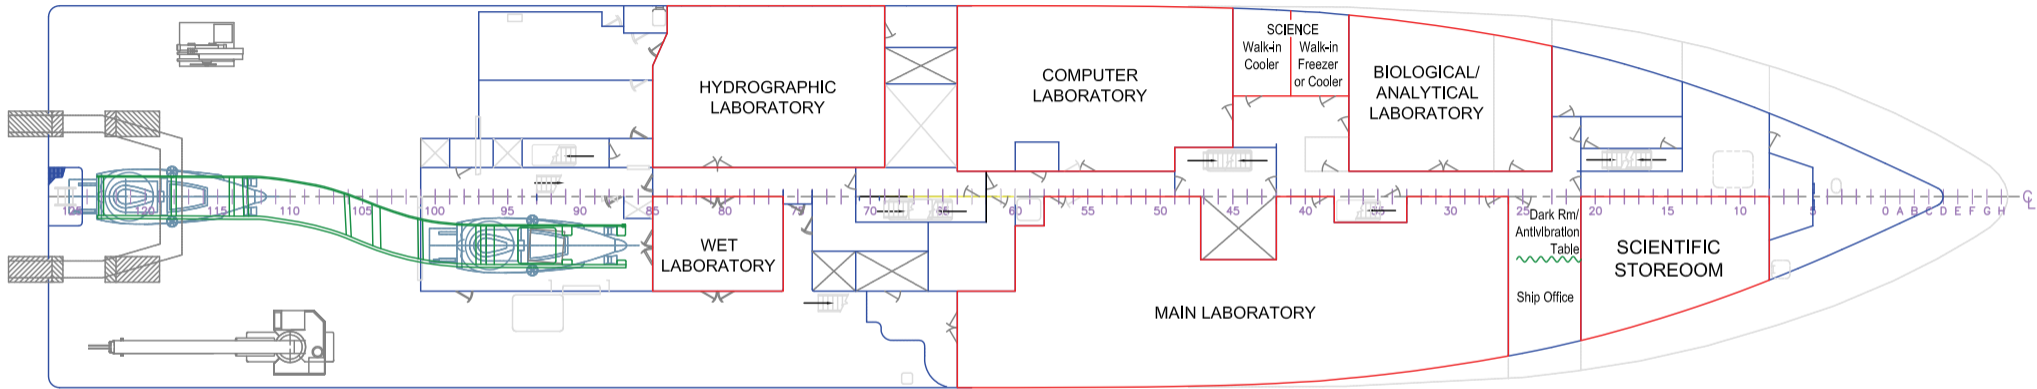 SCIENCE
Walk-in
Cooler
Walk-in
Freezer
or Cooler
HYDROGRAPHIC
LABORATORY
COMPUTER
LABORATORY
BIOLOGICAL/
ANALYTICAL
LABORATORY
125 120 115 110 105 100 95 90 85 80 75 70 65 60 55 50 45 40 35 30 25 20 15 10 5 0 A B C D E F G H
CL
Dark Rm/
Antivibration
Table
WET
LABORATORY
SCIENTIFIC
STOREOOM
Ship Office
MAIN LABORATORY